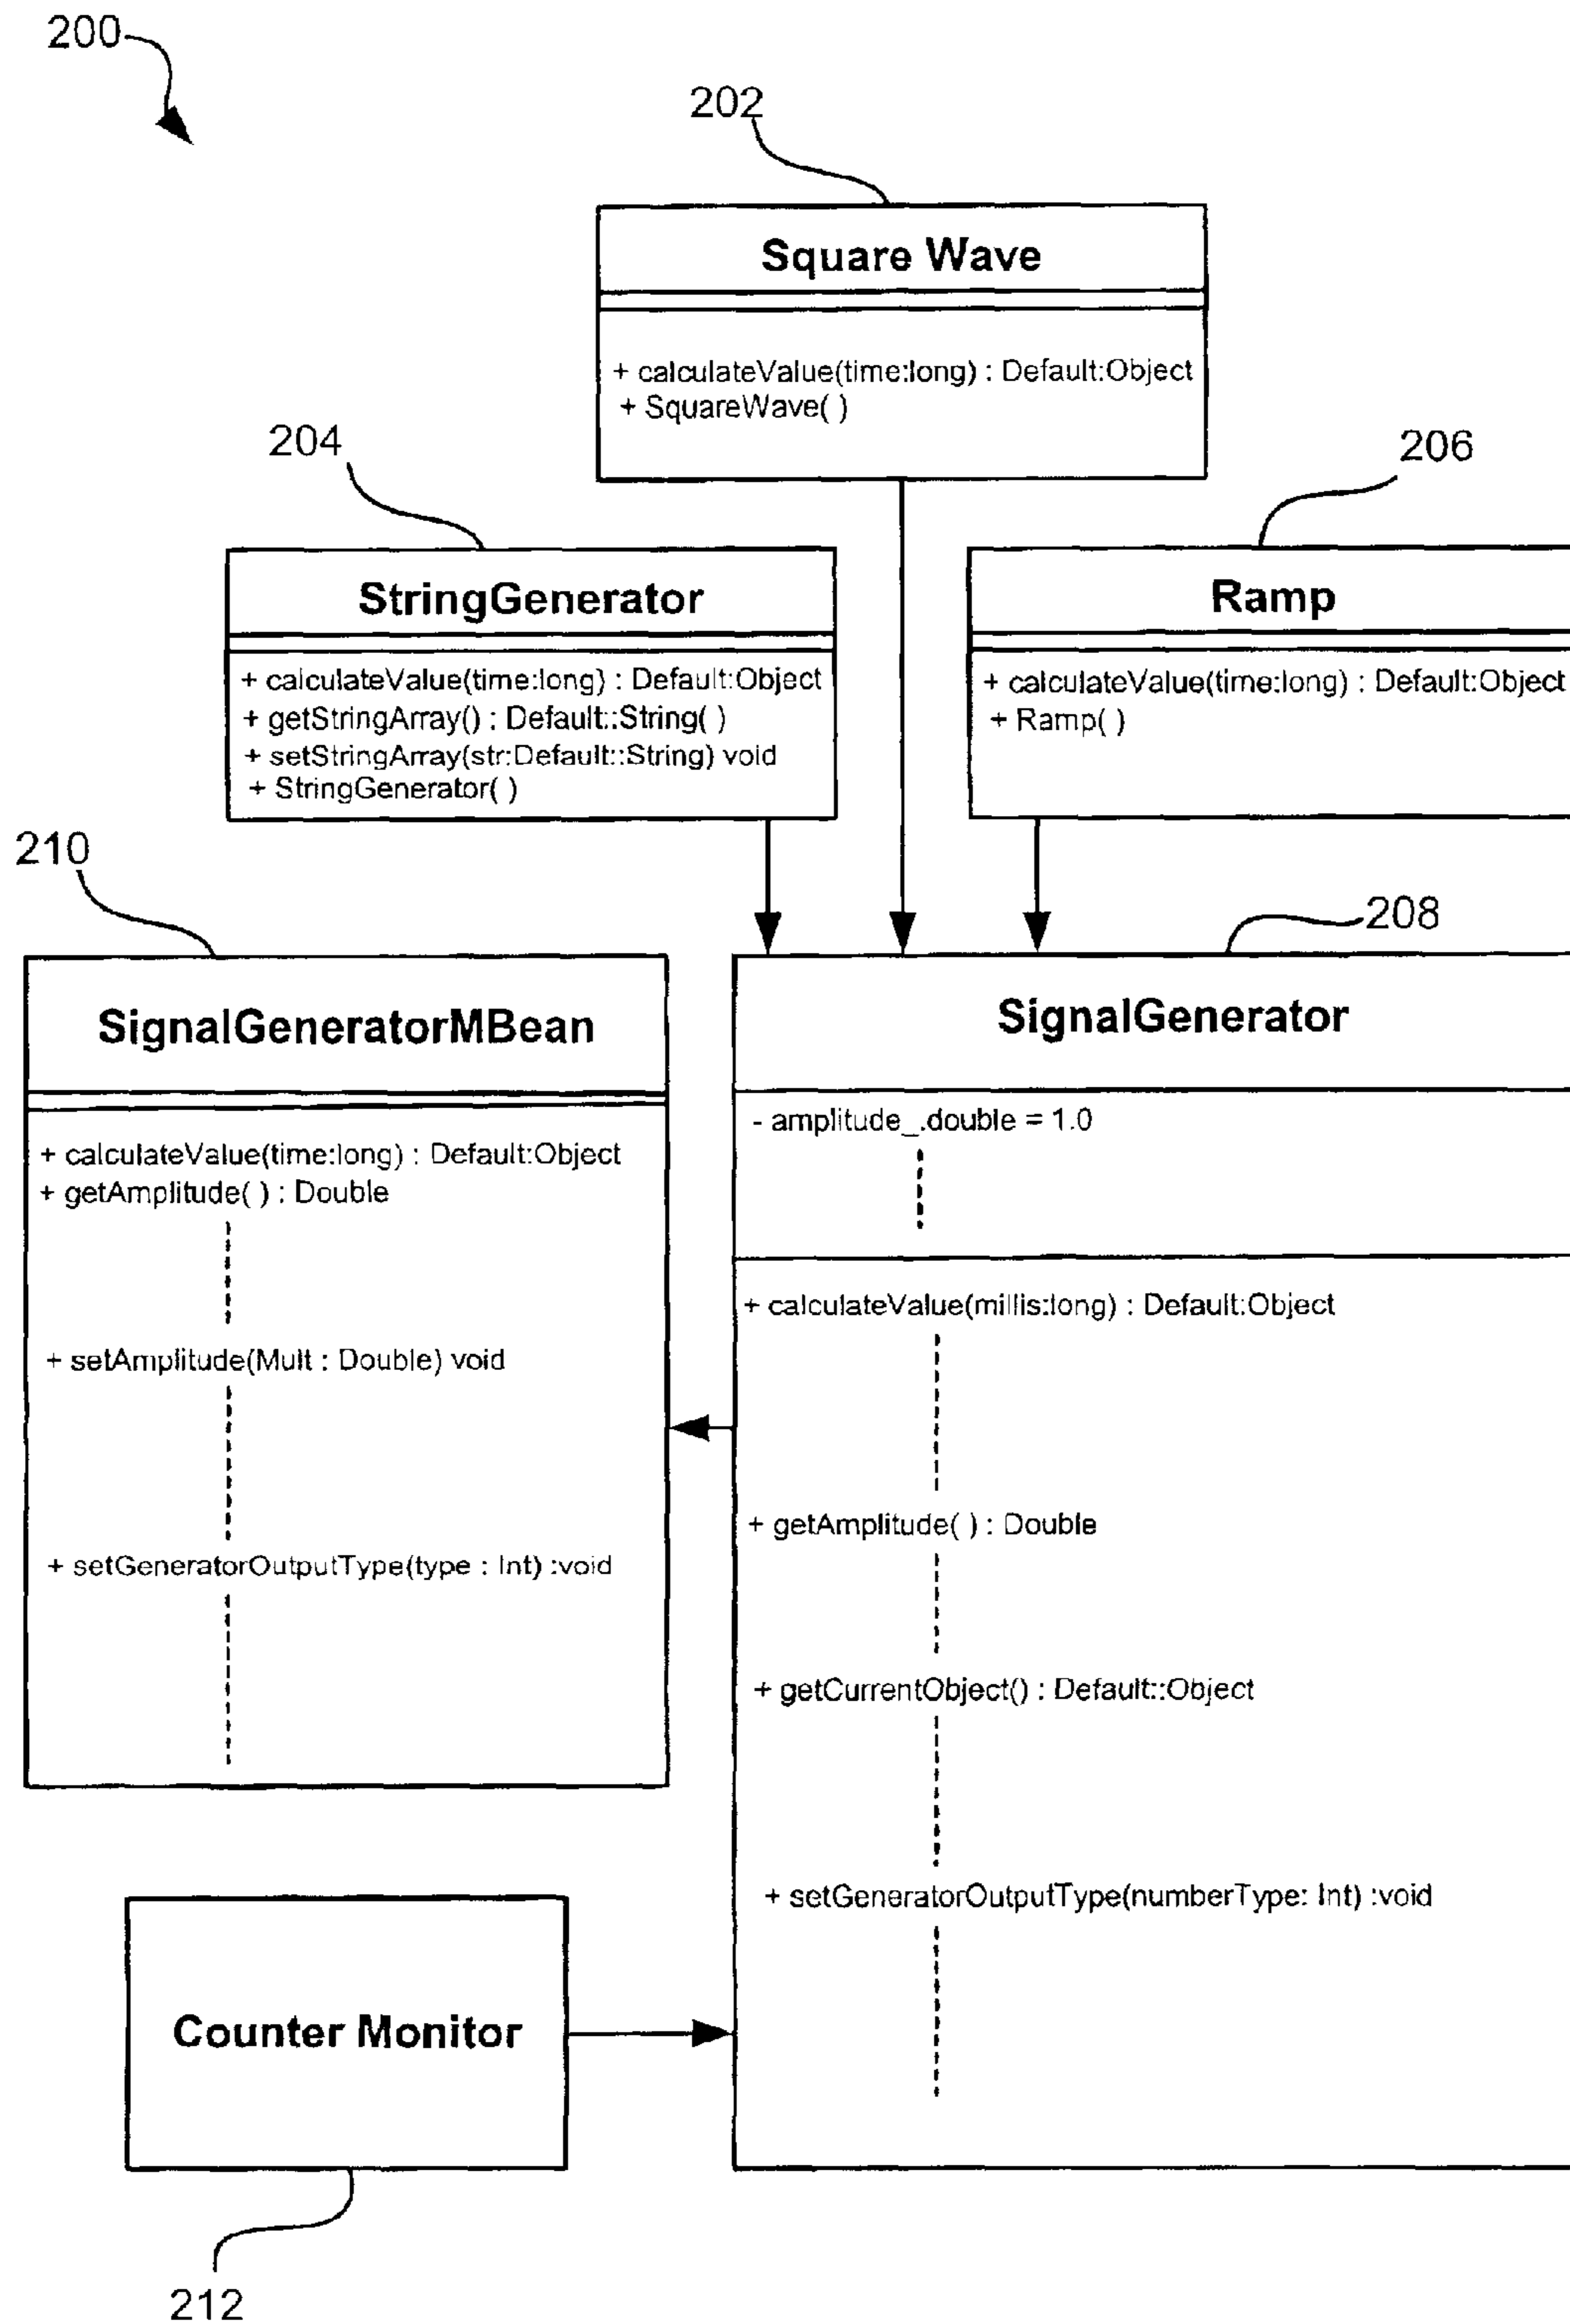 200
202
Square Wave
+ calculateValue(time:long) : Default:Object
+ SquareWave( )
204
206
StringGenerator
+ calculateValue(time:long) : Default:Object
+ getStringArray() : Default::String( )
+ setStringArray(str:Default::String) void
+ StringGenerator( )
Ramp
+ calculateValue(time:long) : Default:Object
+ Ramp( )
210
208
SignalGeneratorMBean
+ calculateValue(time:long) : Default:Object
+ getAmplitude( ) : Double
+ setAmplitude(Mult : Double) void
+ setGeneratorOutputType(type : Int) :void
SignalGenerator
- amplitude_.double = 1.0
+ calculateValue(millis:long) : Default:Object
+ getAmplitude( ) : Double
+ getCurrentObject() : Default::Object
+ setGeneratorOutputType(numberType: Int) :void
Counter Monitor
212